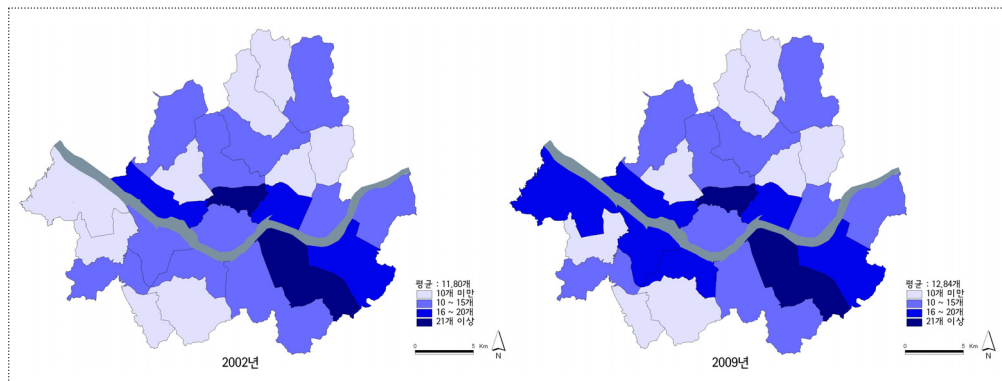 평균 : 11.80개
10개 미만
10 ~ 15개
16 ~ 20개
21개 이상
0 5 Km
N
2002년
평균 : 12.84개
10개 미만
10 ~ 15개
16 ~ 20개
21개 이상
0 5 Km
N
2009년